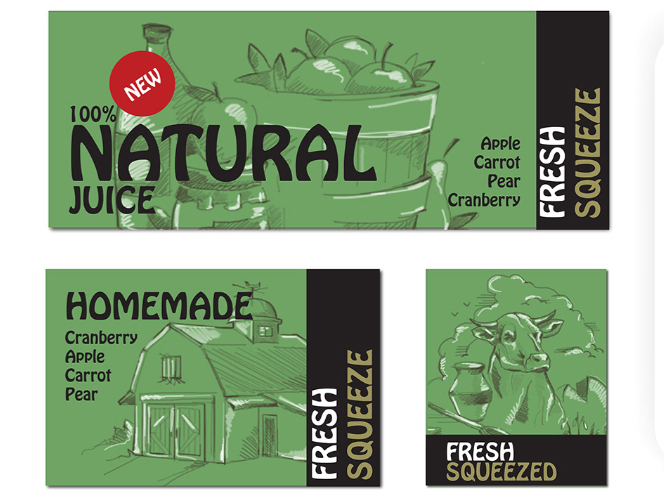 NEW
100%
NATURAL
JUICE
Apple
Carrot
Pear
Cranberry
FRESH
SQUEEZE
HOMEMADE
Cranberry
Apple
Carrot
Pear
FRESH
SQUEEZE
FRESH
SQUEEZED